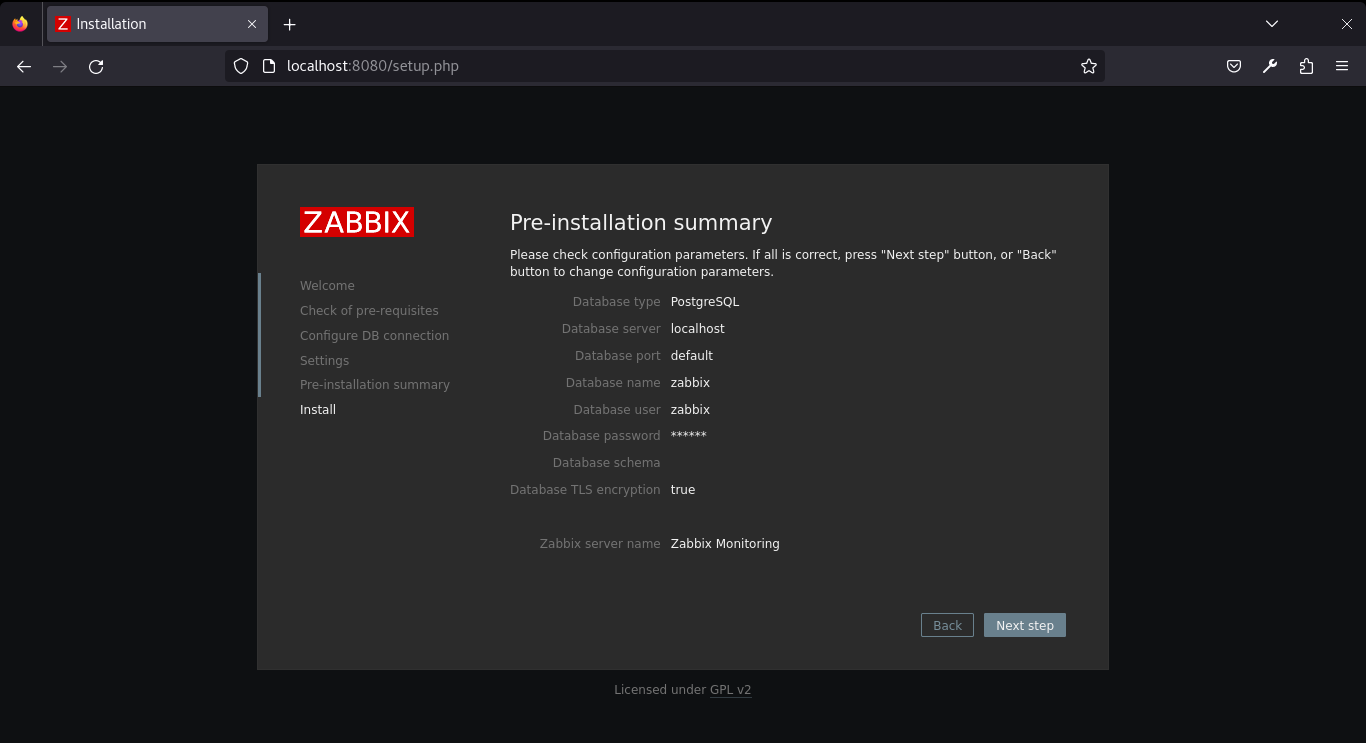 Z Installation
localhost:8080/setup.php
ZABBIX
Welcome
Check of pre-requisites
Configure DB connection
Settings
Pre-installation summary
Install
Pre-installation summary
Please check configuration parameters. If all is correct, press "Next step" button, or "Back"
button to change configuration parameters.
Database type PostgreSQL
Database server localhost
Database port default
Database name zabbix
Database user zabbix
Database password ******
Database schema
Database TLS encryption true
Zabbix server name Zabbix Monitoring
Back Next step
Licensed under GPL v2